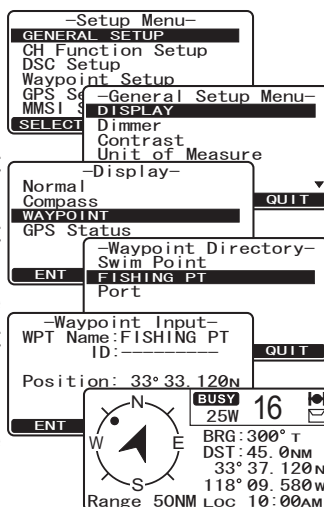 -Setup Menu-
GENERAL SETUP
CH Function Setup
DSC Setup
Waypoint Setup
GPS Se
MMSI S
SELECT
-General Setup Menu-
DISPLAY
Dimmer
Contrast
Unit of Measure
QUIT
-Display-
Normal
Compass
WAYPOINT
GPS Status
ENT
-Waypoint Directory-
Swim Point
FISHING PT
Port
QUIT
-Waypoint Input-
WPT Name:FISHING PT
ID:---------
Position: 33°33.120N
ENT
N
W E
BUSY
25W 16
BRG:300°T
DST:45.0NM
33°37.120N
118°09.580W
Range 50NM LOC 10:00AM